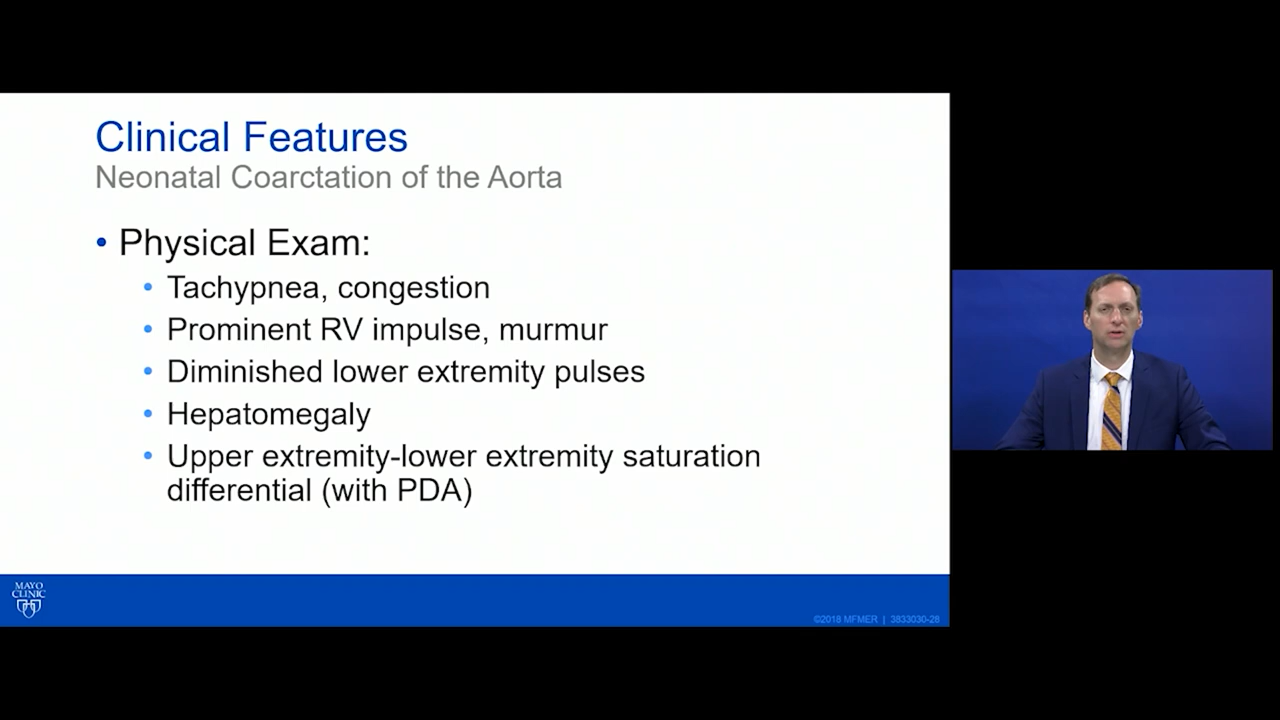 Clinical Features
Neonatal Coarctation of the Aorta
• Physical Exam:
• Tachypnea, congestion
• Prominent RV impulse, murmur
• Diminished lower extremity pulses
• Hepatomegaly
• Upper extremity-lower extremity saturation
differential (with PDA)
MAYO
CLINIC
©2018 MFMER | 3833030-28